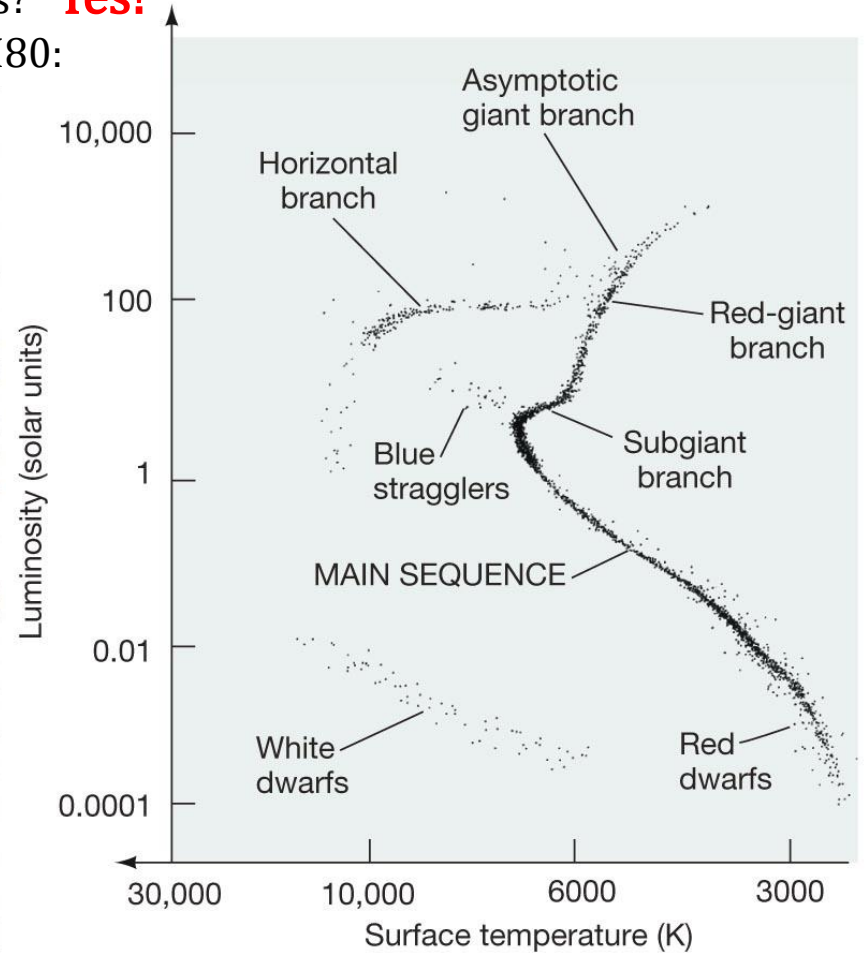 Yes!
80:
Asymptotic
giant branch
10,000
Horizontal
branch
100
Red-giant
branch
Subgiant
branch
Blue
stragglers
1
MAIN SEQUENCE
0.01
White
dwarfs
Red
dwarfs
0.0001
30,000
10,000
6000
3000
Surface temperature (K)
Luminosity (solar units)